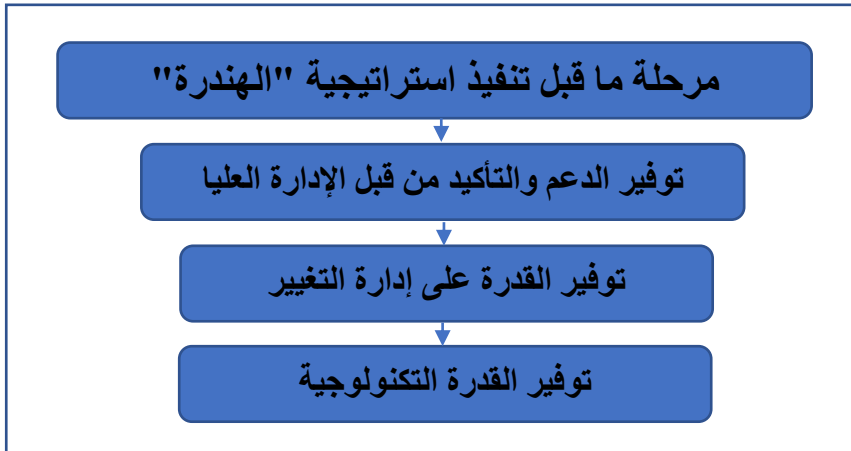 مرحلة ما قبل تنفيذ استراتيجية "الهندرة"
توفير الدعم والتأكيد من قبل الإدارة العليا
توفير القدرة على إدارة التغيير
توفير القدرة التكنولوجية